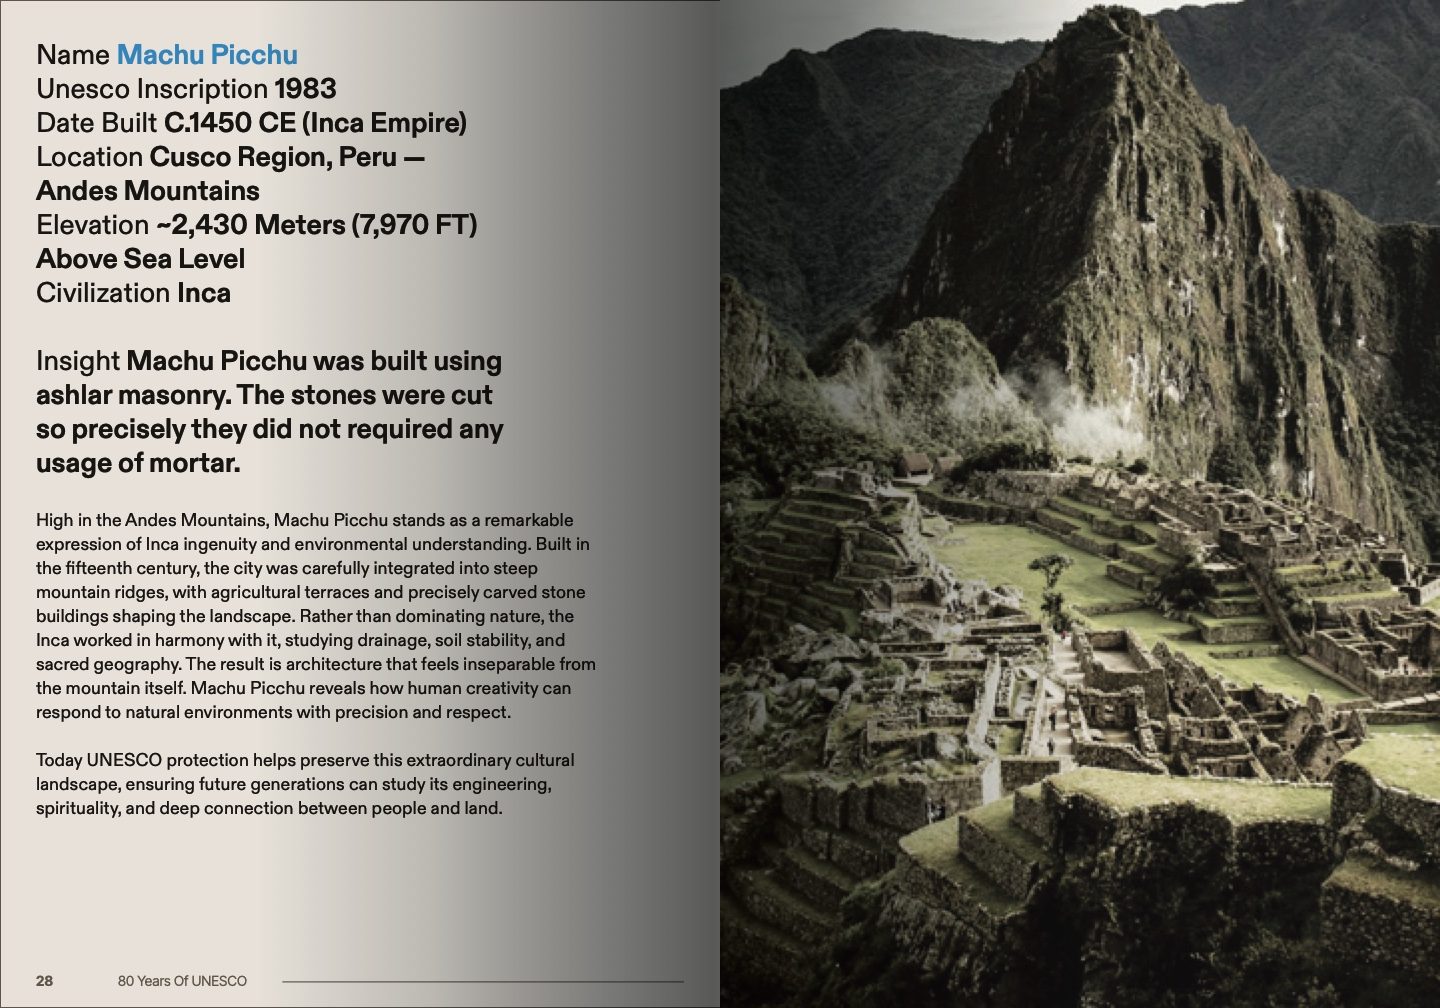 Name Machu Picchu
Unesco Inscription 1983
Date Built C.1450 CE (Inca Empire)
Location Cusco Region, Peru —
Andes Mountains
Elevation ~2,430 Meters (7,970 FT)
Above Sea Level
Civilization Inca
Insight Machu Picchu was built using
ashlar masonry. The stones were cut
so precisely they did not required any
usage of mortar.
High in the Andes Mountains, Machu Picchu stands as a remarkable
expression of Inca ingenuity and environmental understanding. Built in
the fifteenth century, the city was carefully integrated into steep
mountain ridges, with agricultural terraces and precisely carved stone
buildings shaping the landscape. Rather than dominating nature, the
Inca worked in harmony with it, studying drainage, soil stability, and
sacred geography. The result is architecture that feels inseparable from
the mountain itself. Machu Picchu reveals how human creativity can
respond to natural environments with precision and respect.
Today UNESCO protection helps preserve this extraordinary cultural
landscape, ensuring future generations can study its engineering,
spirituality, and deep connection between people and land.
28 80 Years Of UNESCO